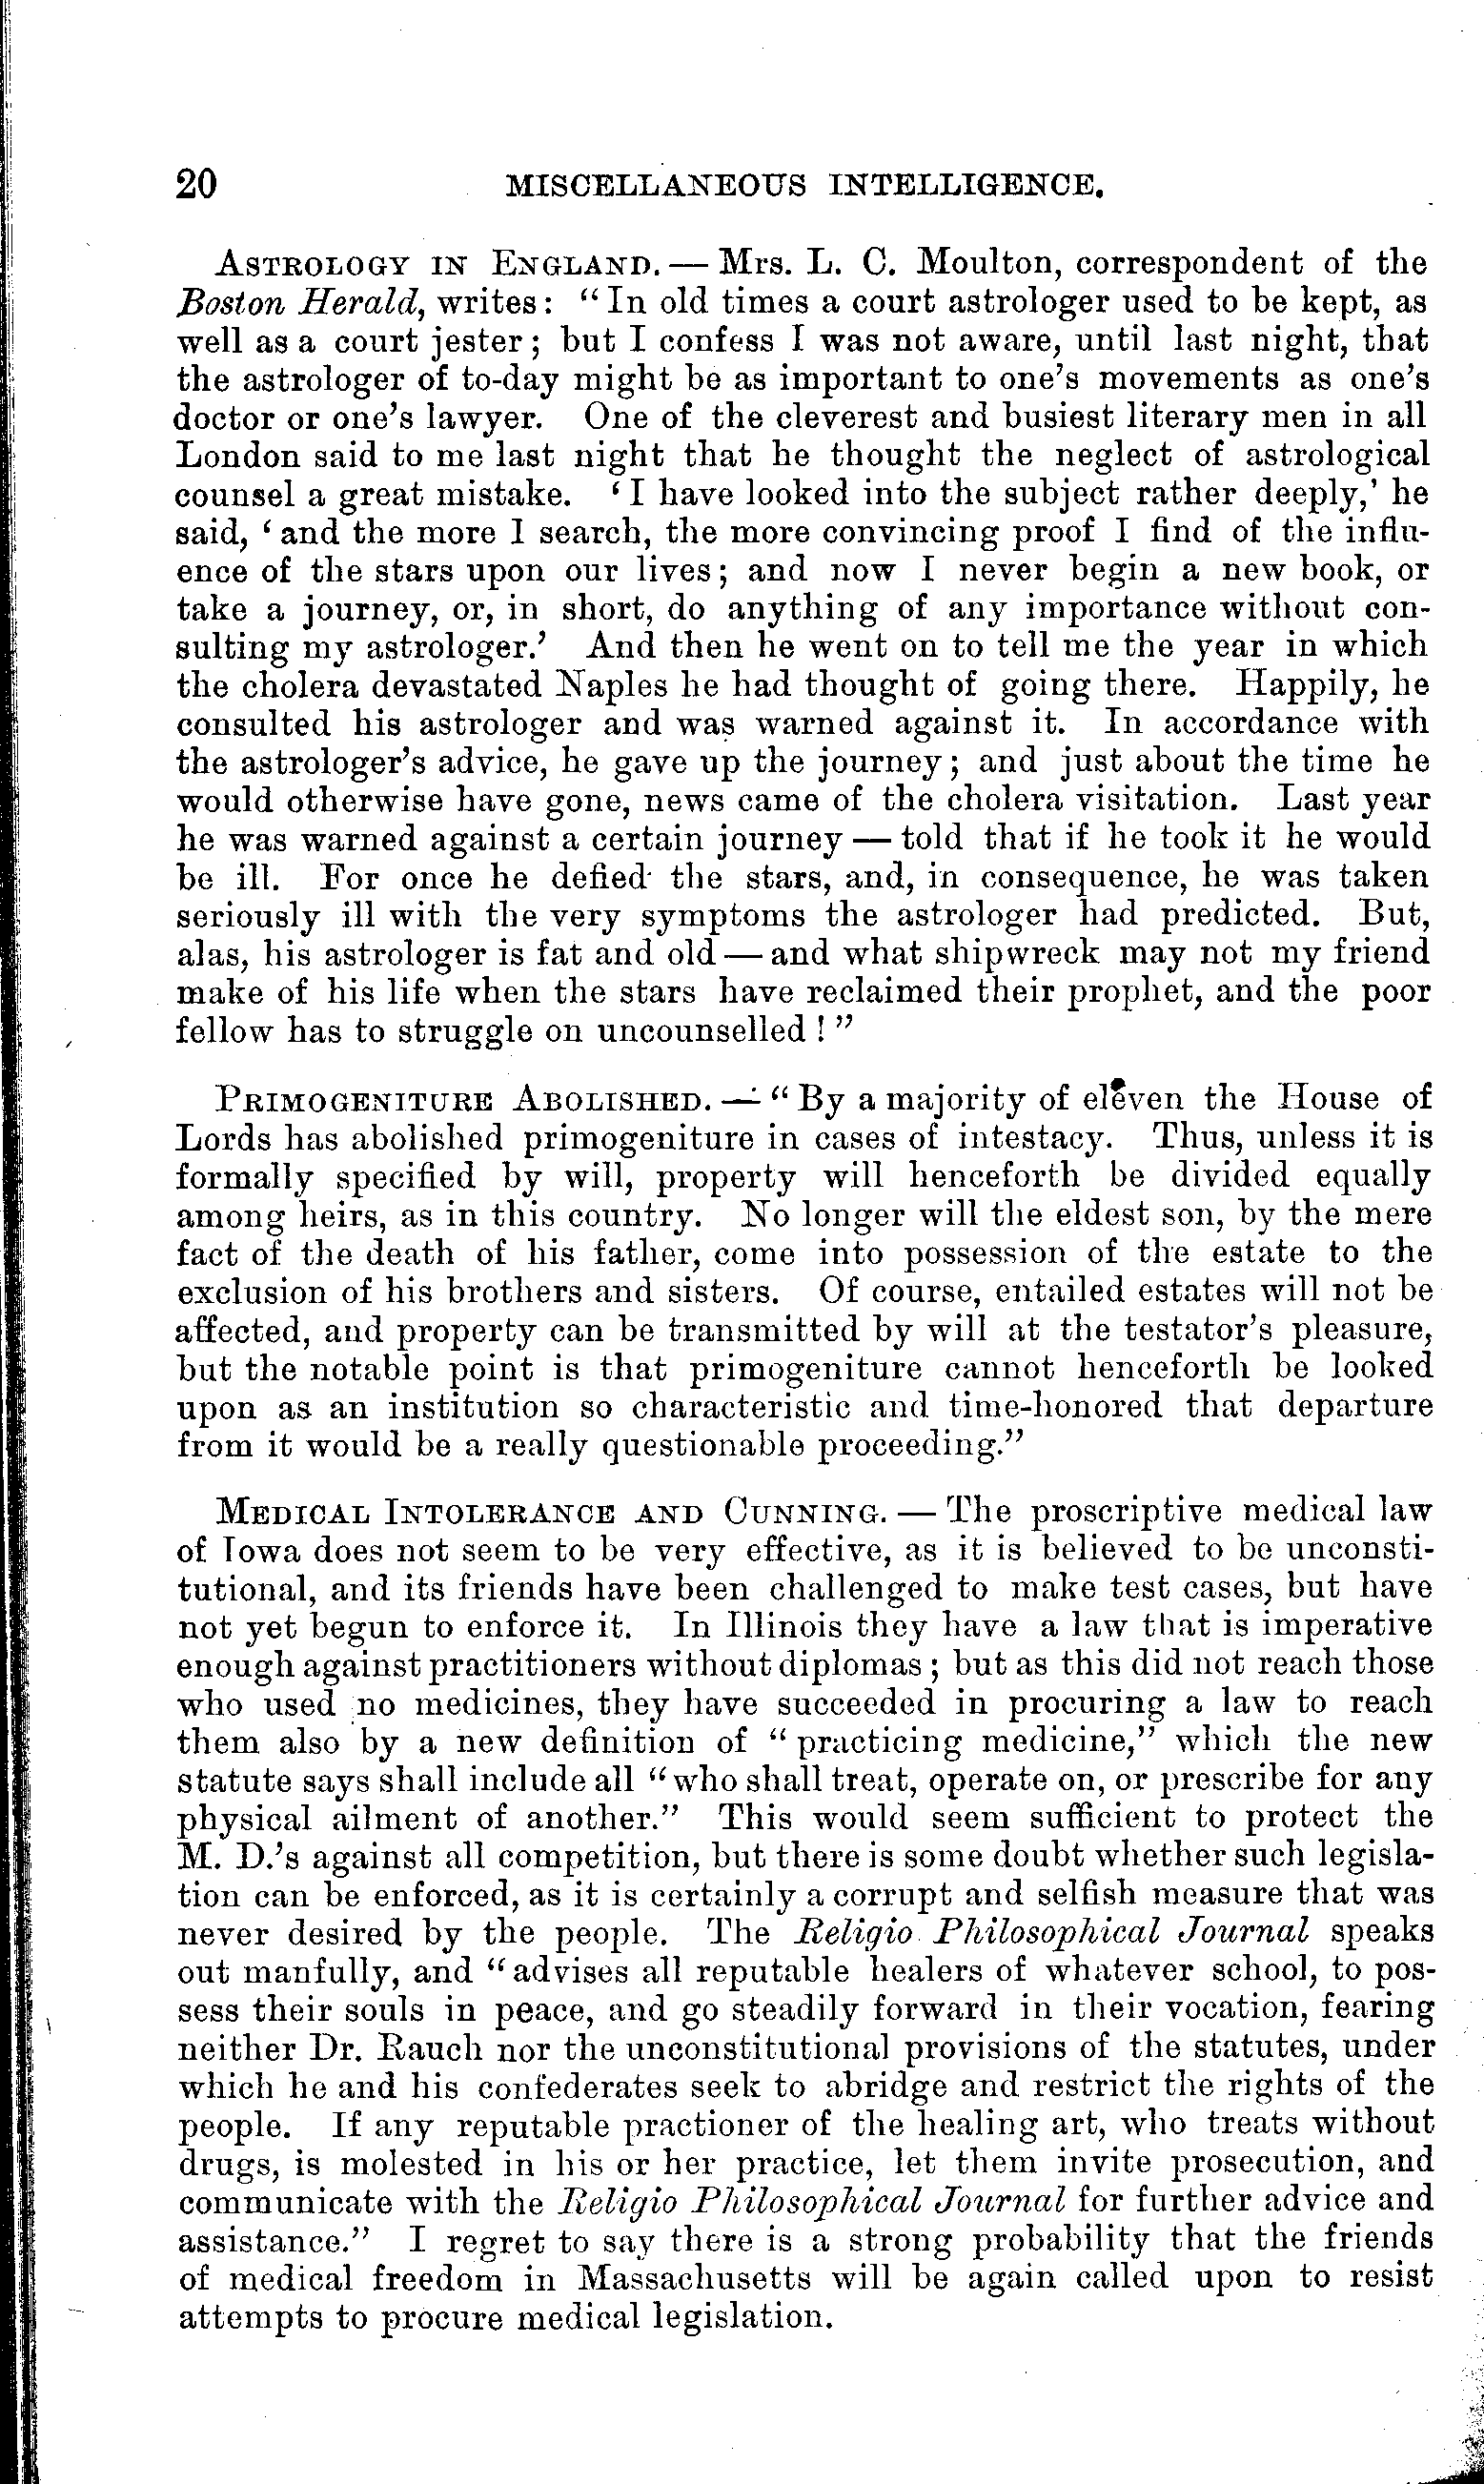 20 MISCELLANEOUS INTELLIGENCE.
ASTROLOGY IN ENGLAND. — Mrs. L. C. Moulton, correspondent of the
Boston Herald, writes: "In old times a court astrologer used to be kept, as
well as a court jester; but I confess I was not aware, until last night, that
the astrologer of to-day might be as important to one's movements as one's
doctor or one's lawyer. One of the cleverest and busiest literary men in all
London said to me last night that he thought the neglect of astrological
counsel a great mistake. 'I have looked into the subject rather deeply,' he
said, 'and the more I search, the more convincing proof I find of the influ-
ence of the stars upon our lives; and now I never begin a new book, or
take a journey, or, in short, do anything of any importance without con-
sulting my astrologer.' And then he went on to tell me the year in which
the cholera devastated Naples he had thought of going there. Happily, he
consulted his astrologer and was warned against it. In accordance with
the astrologer's advice, he gave up the journey; and just about the time he
would otherwise have gone, news came of the cholera visitation. Last year
he was warned against a certain journey — told that if he took it he would
be ill. For once he defied the stars, and, in consequence, he was taken
seriously ill with the very symptoms the astrologer had predicted. But,
alas, his astrologer is fat and old — and what shipwreck may not my friend
make of his life when the stars have reclaimed their prophet, and the poor
fellow has to struggle on uncounselled!"
PRIMOGENITURE ABOLISHED. — "By a majority of eleven the House of
Lords has abolished primogeniture in cases of intestacy. Thus, unless it is
formally specified by will, property will henceforth be divided equally
among heirs, as in this country. No longer will the eldest son, by the mere
fact of the death of his father, come into possession of the estate to the
exclusion of his brothers and sisters. Of course, entailed estates will not be
affected, and property can be transmitted by will at the testator's pleasure,
but the notable point is that primogeniture cannot henceforth be looked
upon as an institution so characteristic and time-honored that departure
from it would be a really questionable proceeding."
MEDICAL INTOLERANCE AND CUNNING. — The proscriptive medical law
of Iowa does not seem to be very effective, as it is believed to be unconsti-
tutional, and its friends have been challenged to make test cases, but have
not yet begun to enforce it. In Illinois they have a law that is imperative
enough against practitioners without diplomas; but as this did not reach those
who used no medicines, they have succeeded in procuring a law to reach
them also by a new definition of "practicing medicine," which the new
statute says shall include all "who shall treat, operate on, or prescribe for any
physical ailment of another." This would seem sufficient to protect the
M. D.'s against all competition, but there is some doubt whether such legisla-
tion can be enforced, as it is certainly a corrupt and selfish measure that was
never desired by the people. The Religio Philosophical Journal speaks
out manfully, and "advises all reputable healers of whatever school, to pos-
sess their souls in peace, and go steadily forward in their vocation, fearing
neither Dr. Rauch nor the unconstitutional provisions of the statutes, under
which he and his confederates seek to abridge and restrict the rights of the
people. If any reputable practioner of the healing art, who treats without
drugs, is molested in his or her practice, let them invite prosecution, and
communicate with the Religio Philosophical Journal for further advice and
assistance." I regret to say there is a strong probability that the friends
of medical freedom in Massachusetts will be again called upon to resist
attempts to procure medical legislation.